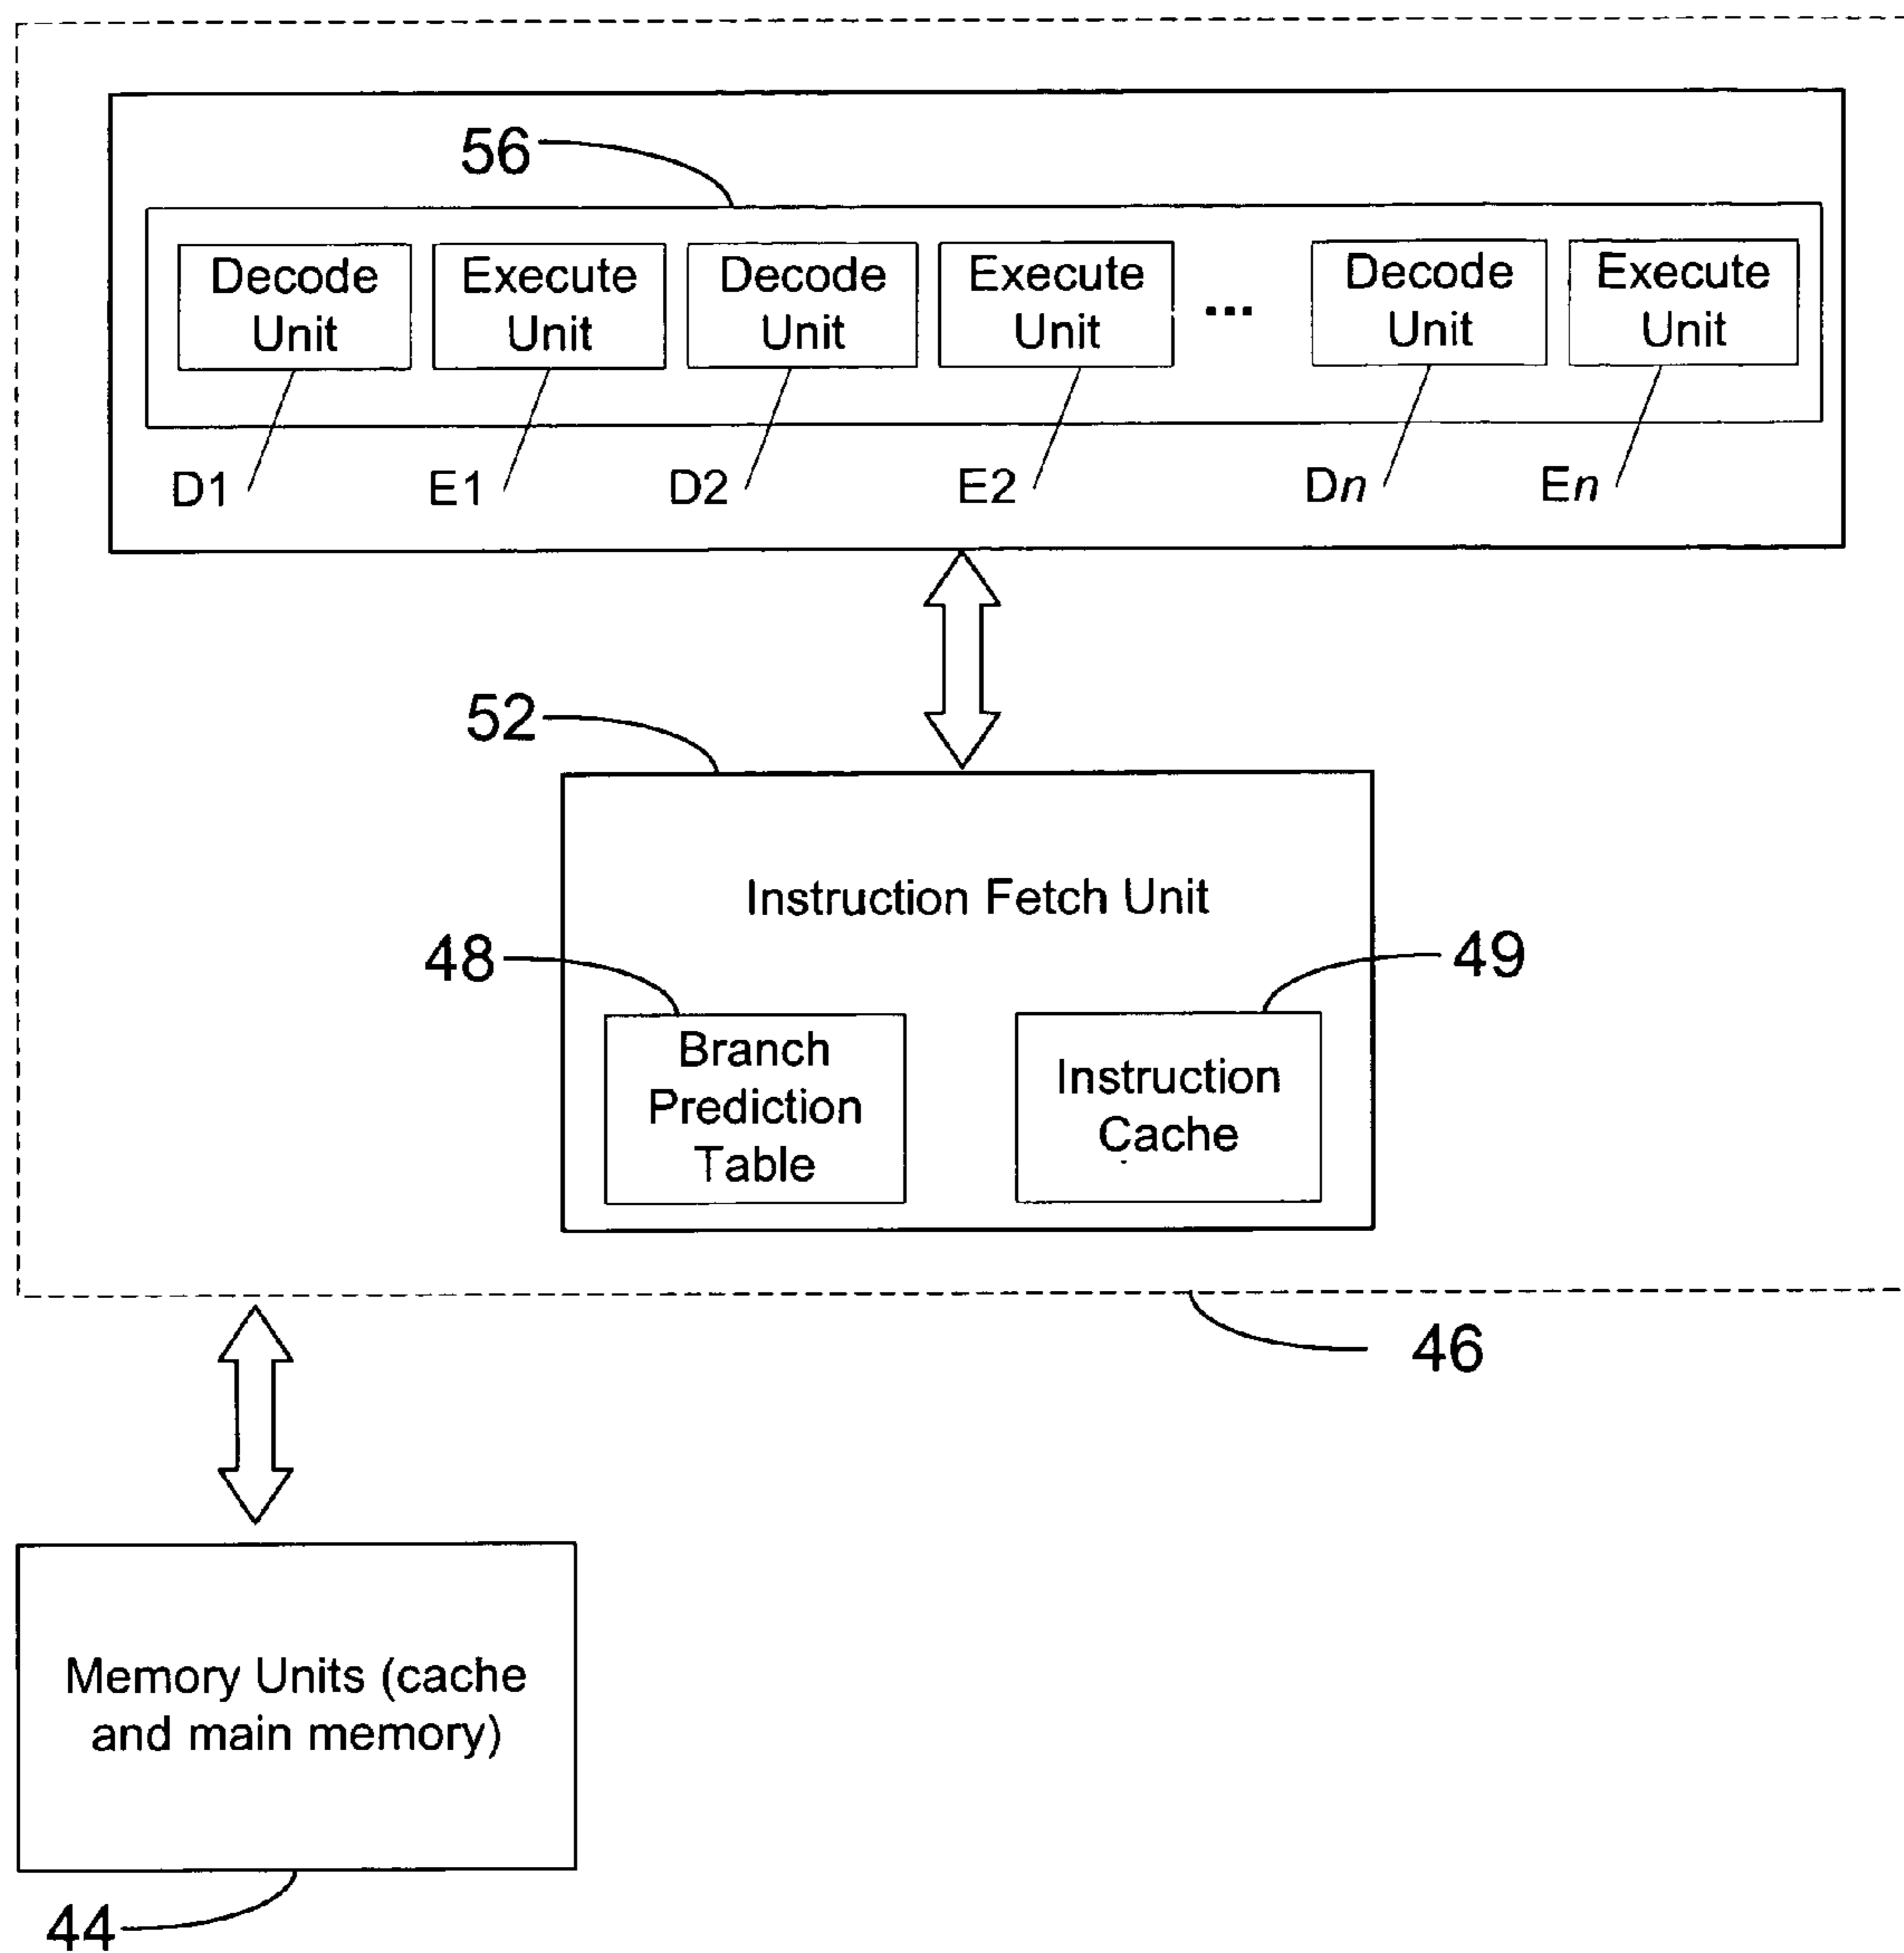 56
Decode
Unit
Execute
Unit
Decode
Unit
Execute
Unit
...
Decode
Unit
Execute
Unit
D1
E1
D2
E2
Dn
En
52
Instruction Fetch Unit
48
49
Branch
Prediction
Table
Instruction
Cache
46
Memory Units (cache
and main memory)
44